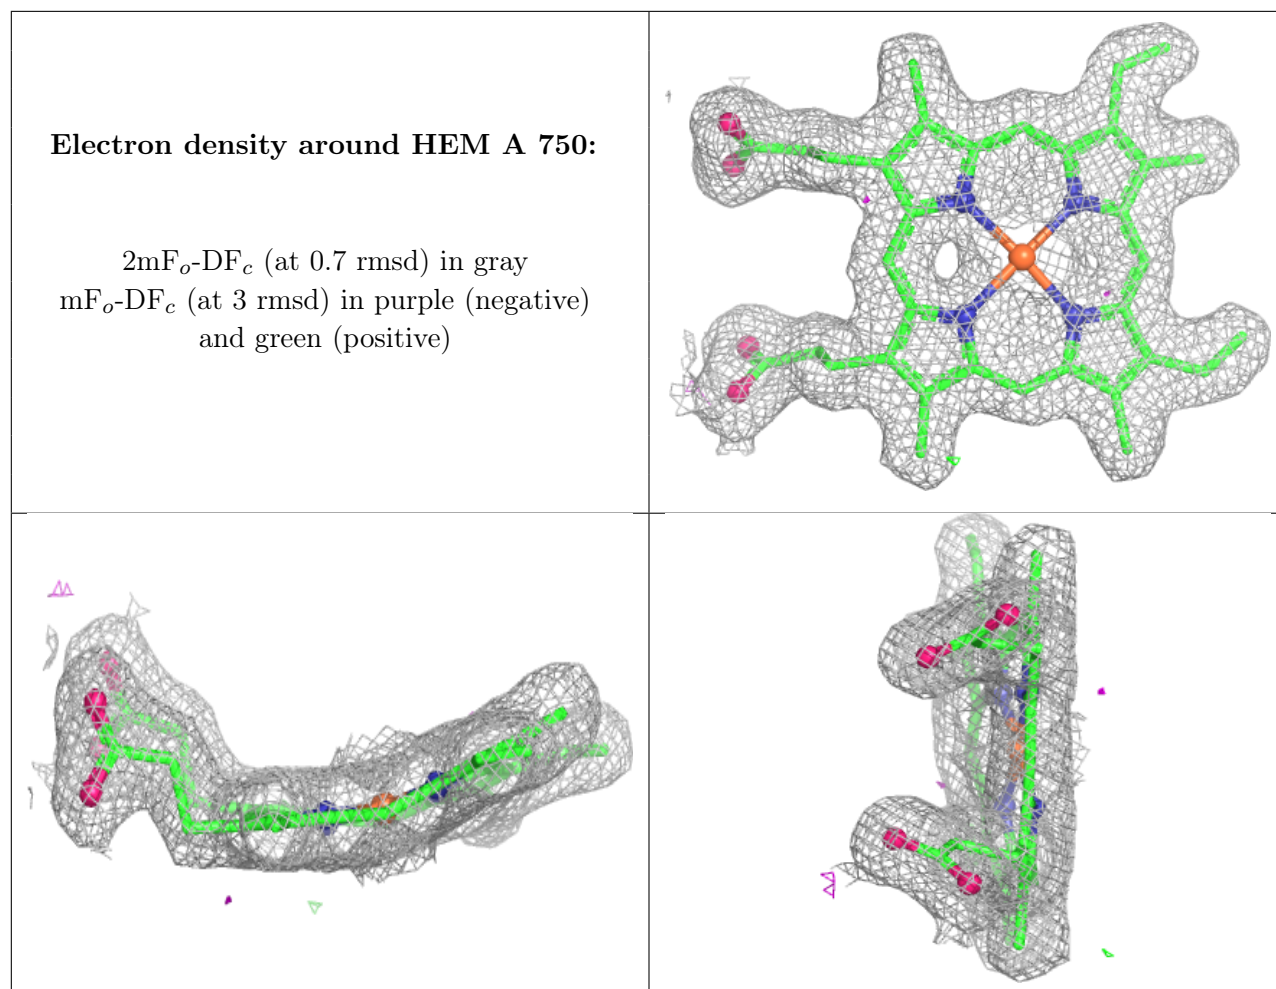 Electron density around HEM A 750:
2mFₒ-DF𝒸 (at 0.7 rmsd) in gray
mFₒ-DF𝒸 (at 3 rmsd) in purple (negative)
and green (positive)